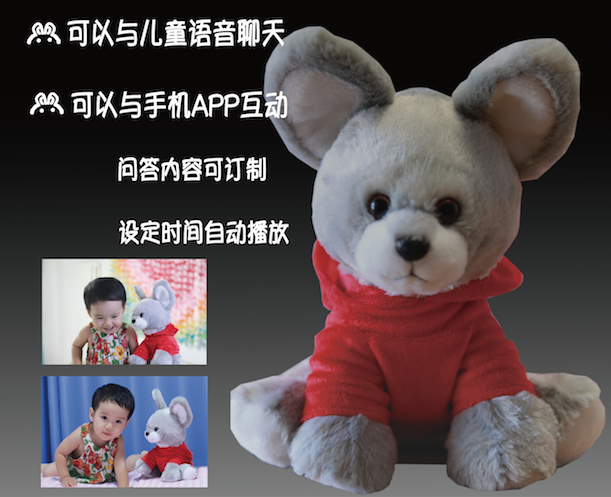 可以与儿童语音聊天
可以与手机APP互动
问答内容可订制
设定时间自动播放